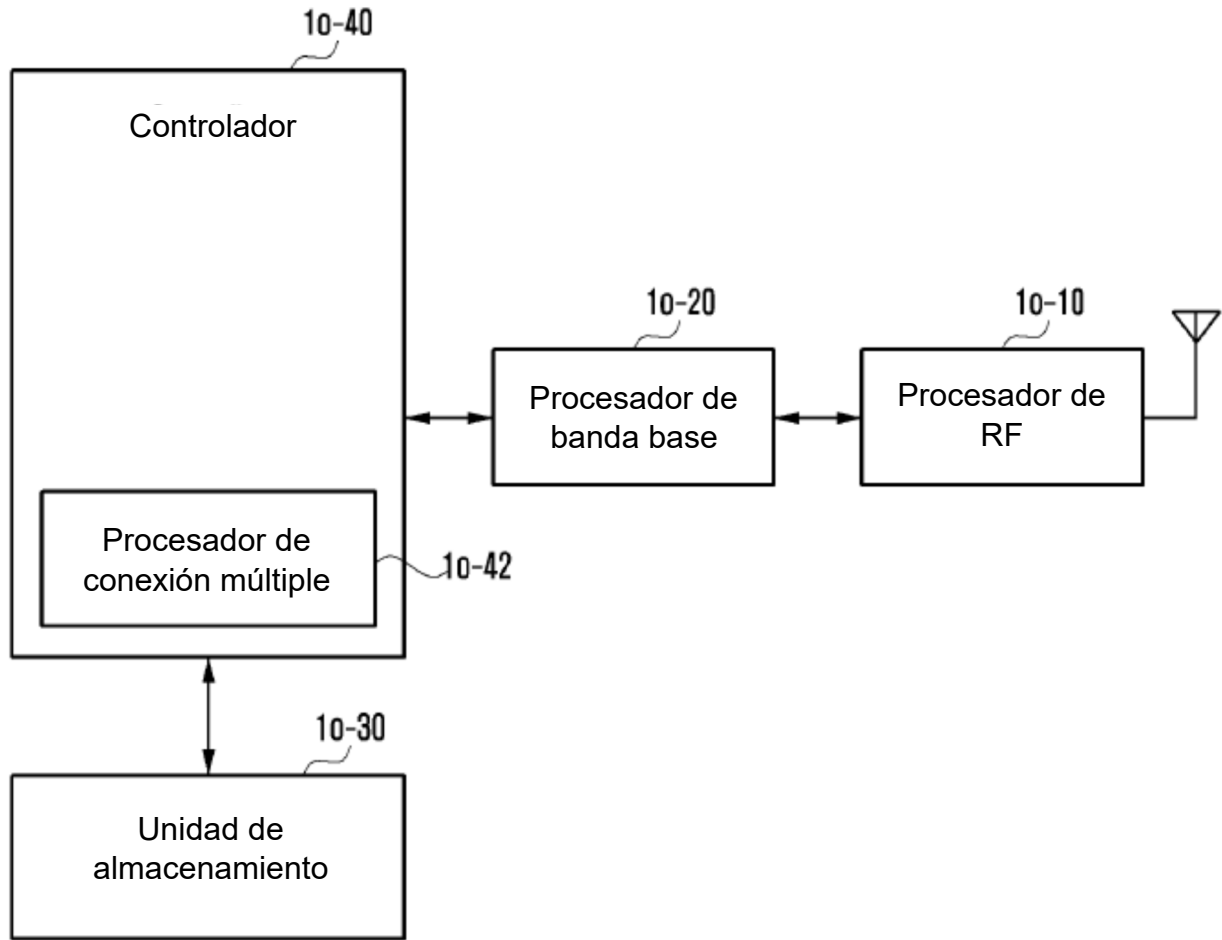 1o-40
Controlador
1o-20
Procesador de
banda base
1o-10
Procesador de
RF
Procesador de
conexión múltiple
1o-42
1o-30
Unidad de
almacenamiento